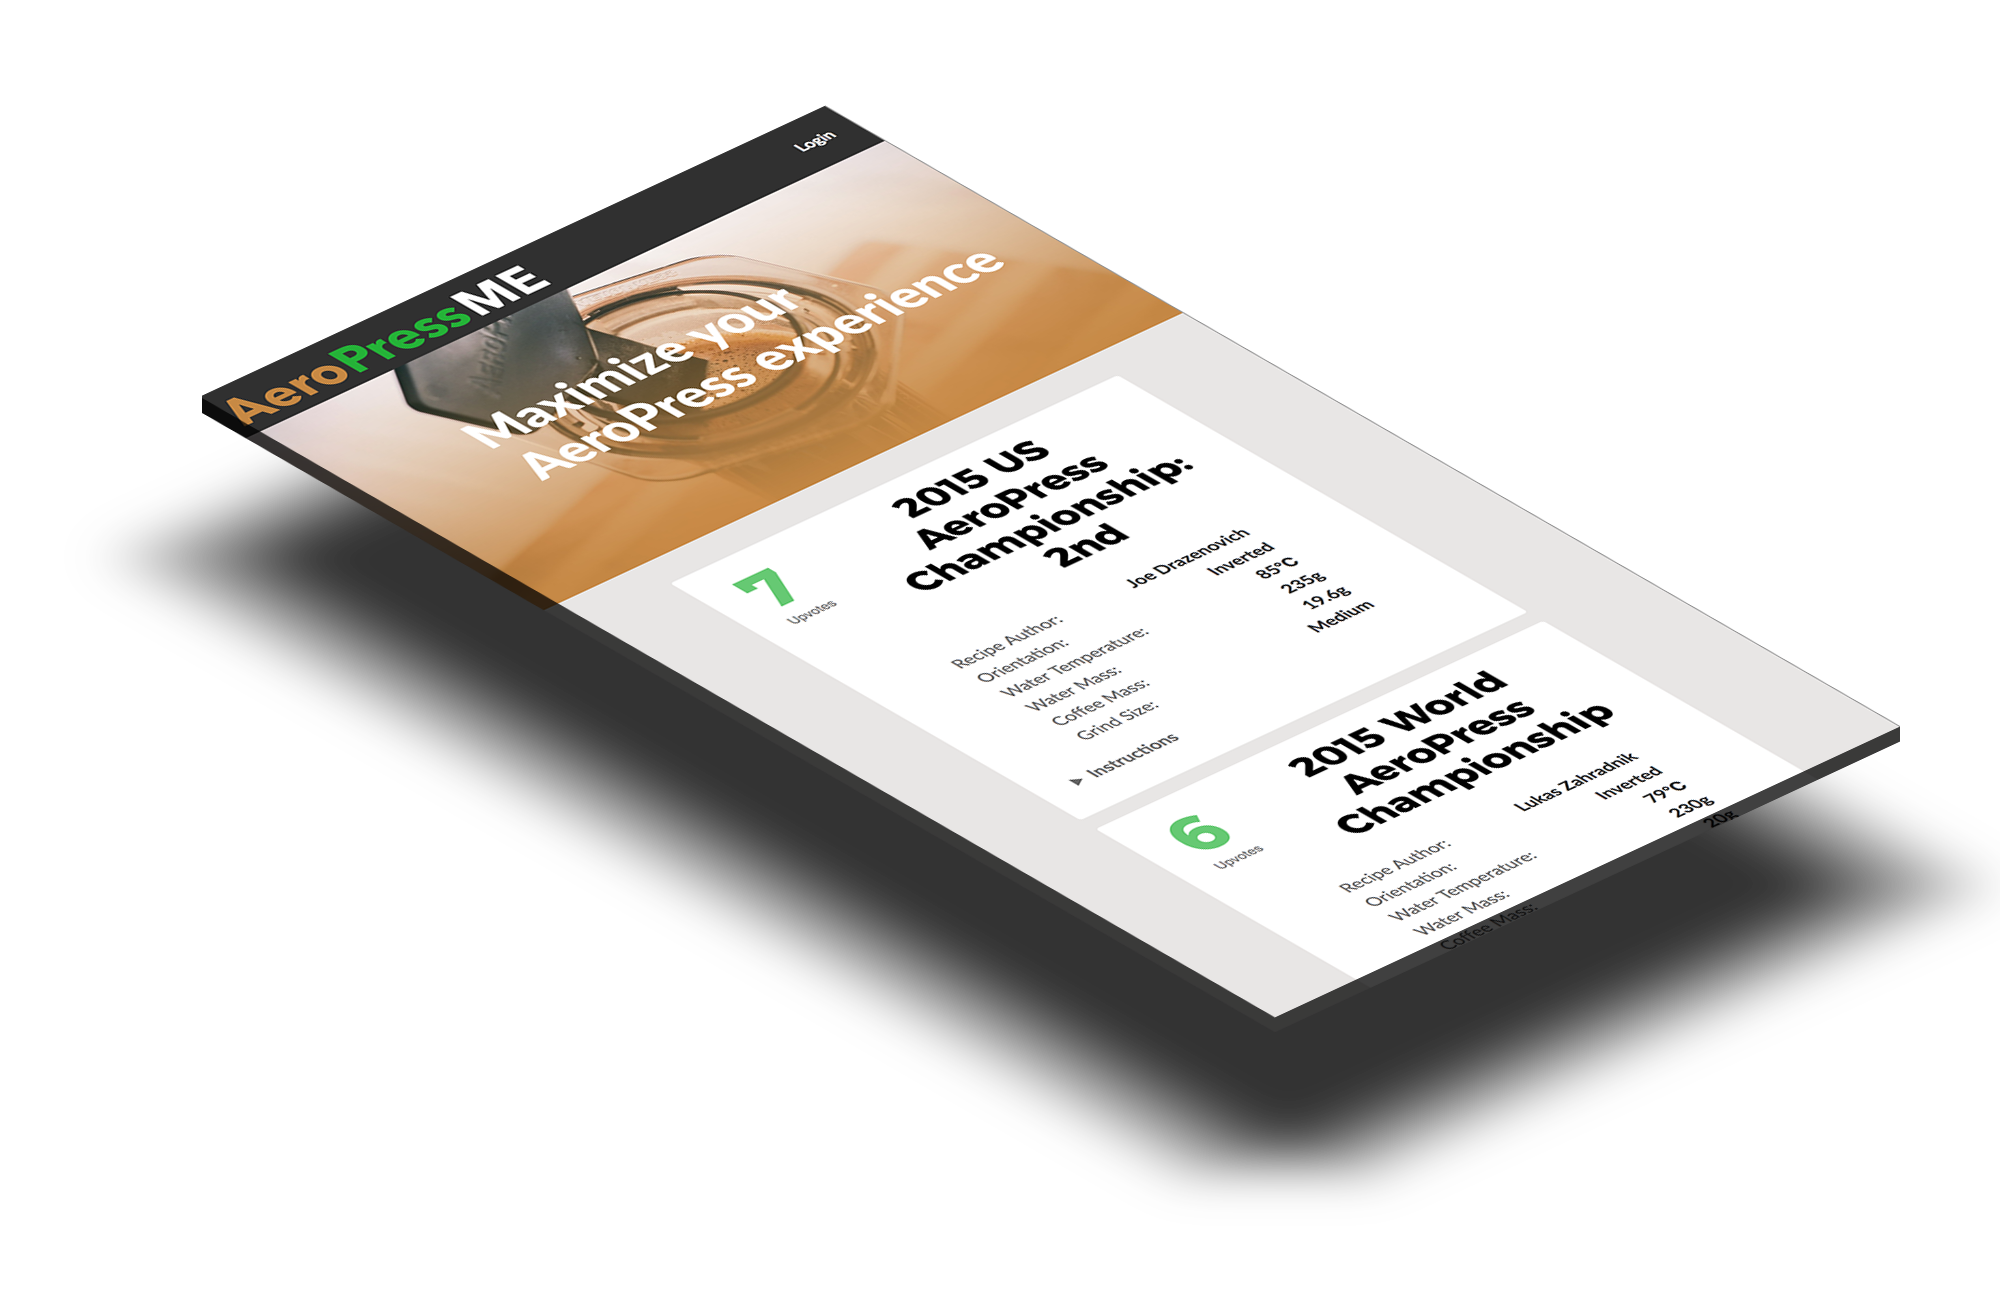 AeroPressME
Login
AEROP
Maximize your
AeroPress experience
7
Upvotes
2015 US
AeroPress
Championship:
2nd
Recipe Author: Joe Drazenovich
Orientation: Inverted
Water Temperature: 85°C
Water Mass: 235g
Coffee Mass: 19.6g
Grind Size: Medium
▶ Instructions
6
Upvotes
2015 World
AeroPress
Championship
Recipe Author: Lukas Zahradnik
Orientation: Inverted
Water Temperature: 79°C
Water Mass: 230g
Coffee Mass: 20g